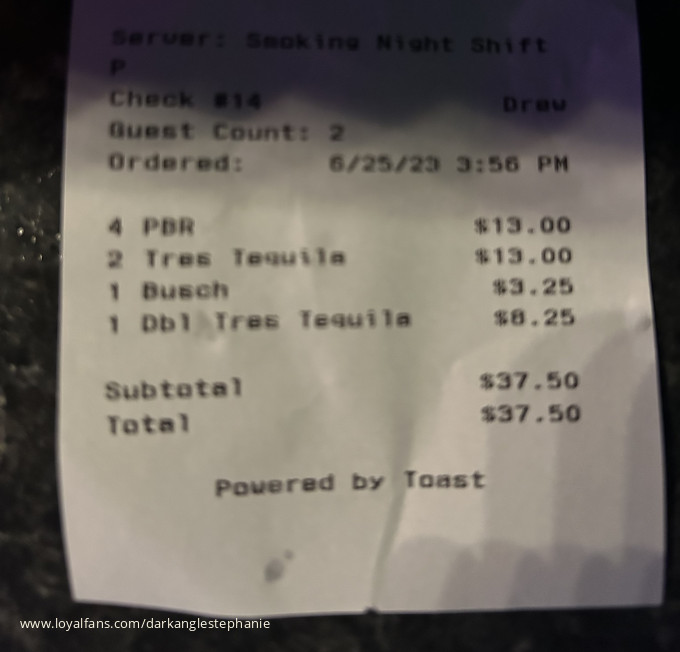 Server: Smoking Night Shift
P
Check #14 Drew
Guest Count: 2
Ordered: 6/25/23 3:56 PM
4 PBR $13.00
2 Tres Tequila $13.00
1 Busch $3.25
1 Dbl Tres Tequila $8.25
Subtotal $37.50
Total $37.50
Powered by Toast
www.loyalfans.com/darkanglestephanie